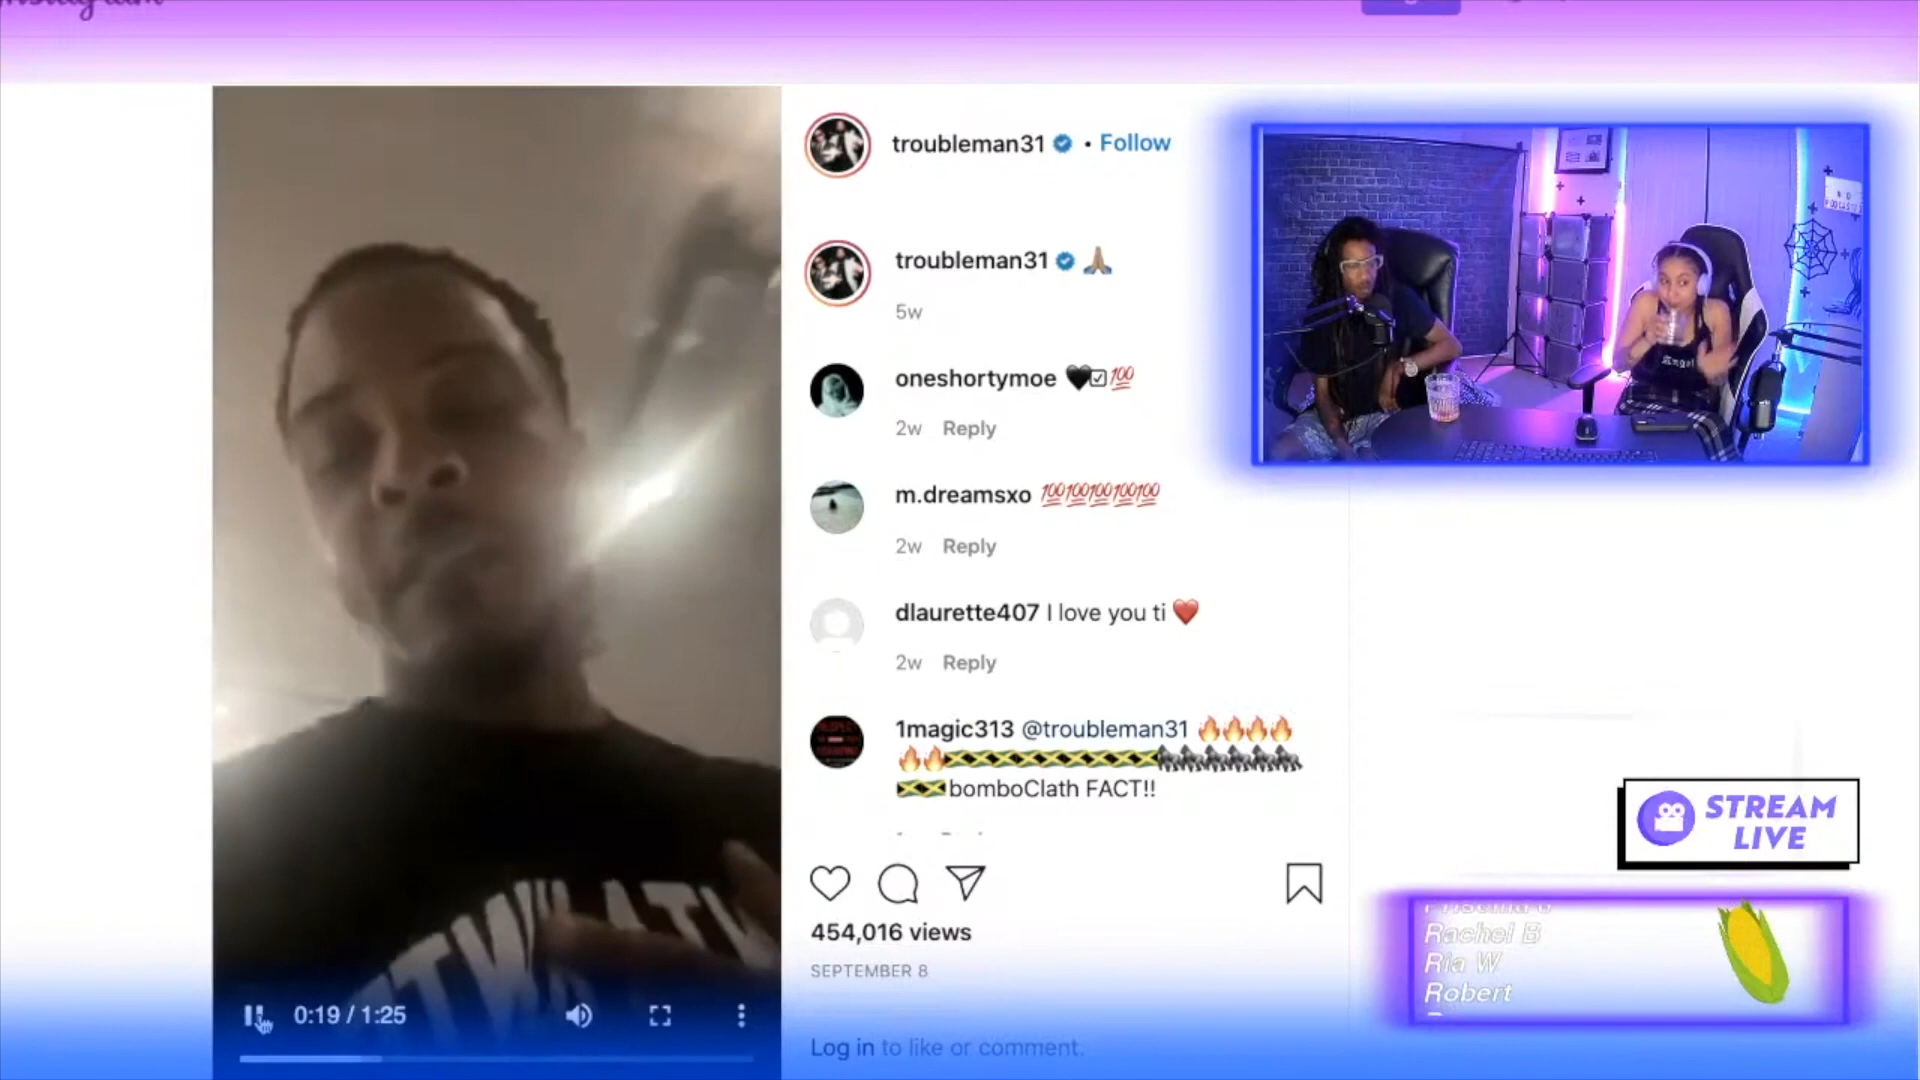 Instagram
troubleman31 • Follow
troubleman31 🙏🏽
5w
oneshortymoe 🖤☑💯
2w Reply
m.dreamsxo 💯💯💯💯💯
2w Reply
dlaurette407 I love you ti ❤️
2w Reply
1magic313 @troubleman31 🔥🔥🔥🔥
🔥🔥🇯🇲🇯🇲🇯🇲🇯🇲🇯🇲🇯🇲🇯🇲🇯🇲🇯🇲🦍🦍🦍🦍🦍🦍
🇯🇲🇯🇲bomboClath FACT!!
454,016 views
SEPTEMBER 8
Log in to like or comment.
0:19 / 1:25
Angel
STREAM
LIVE
Rachel B
Ria W
Robert